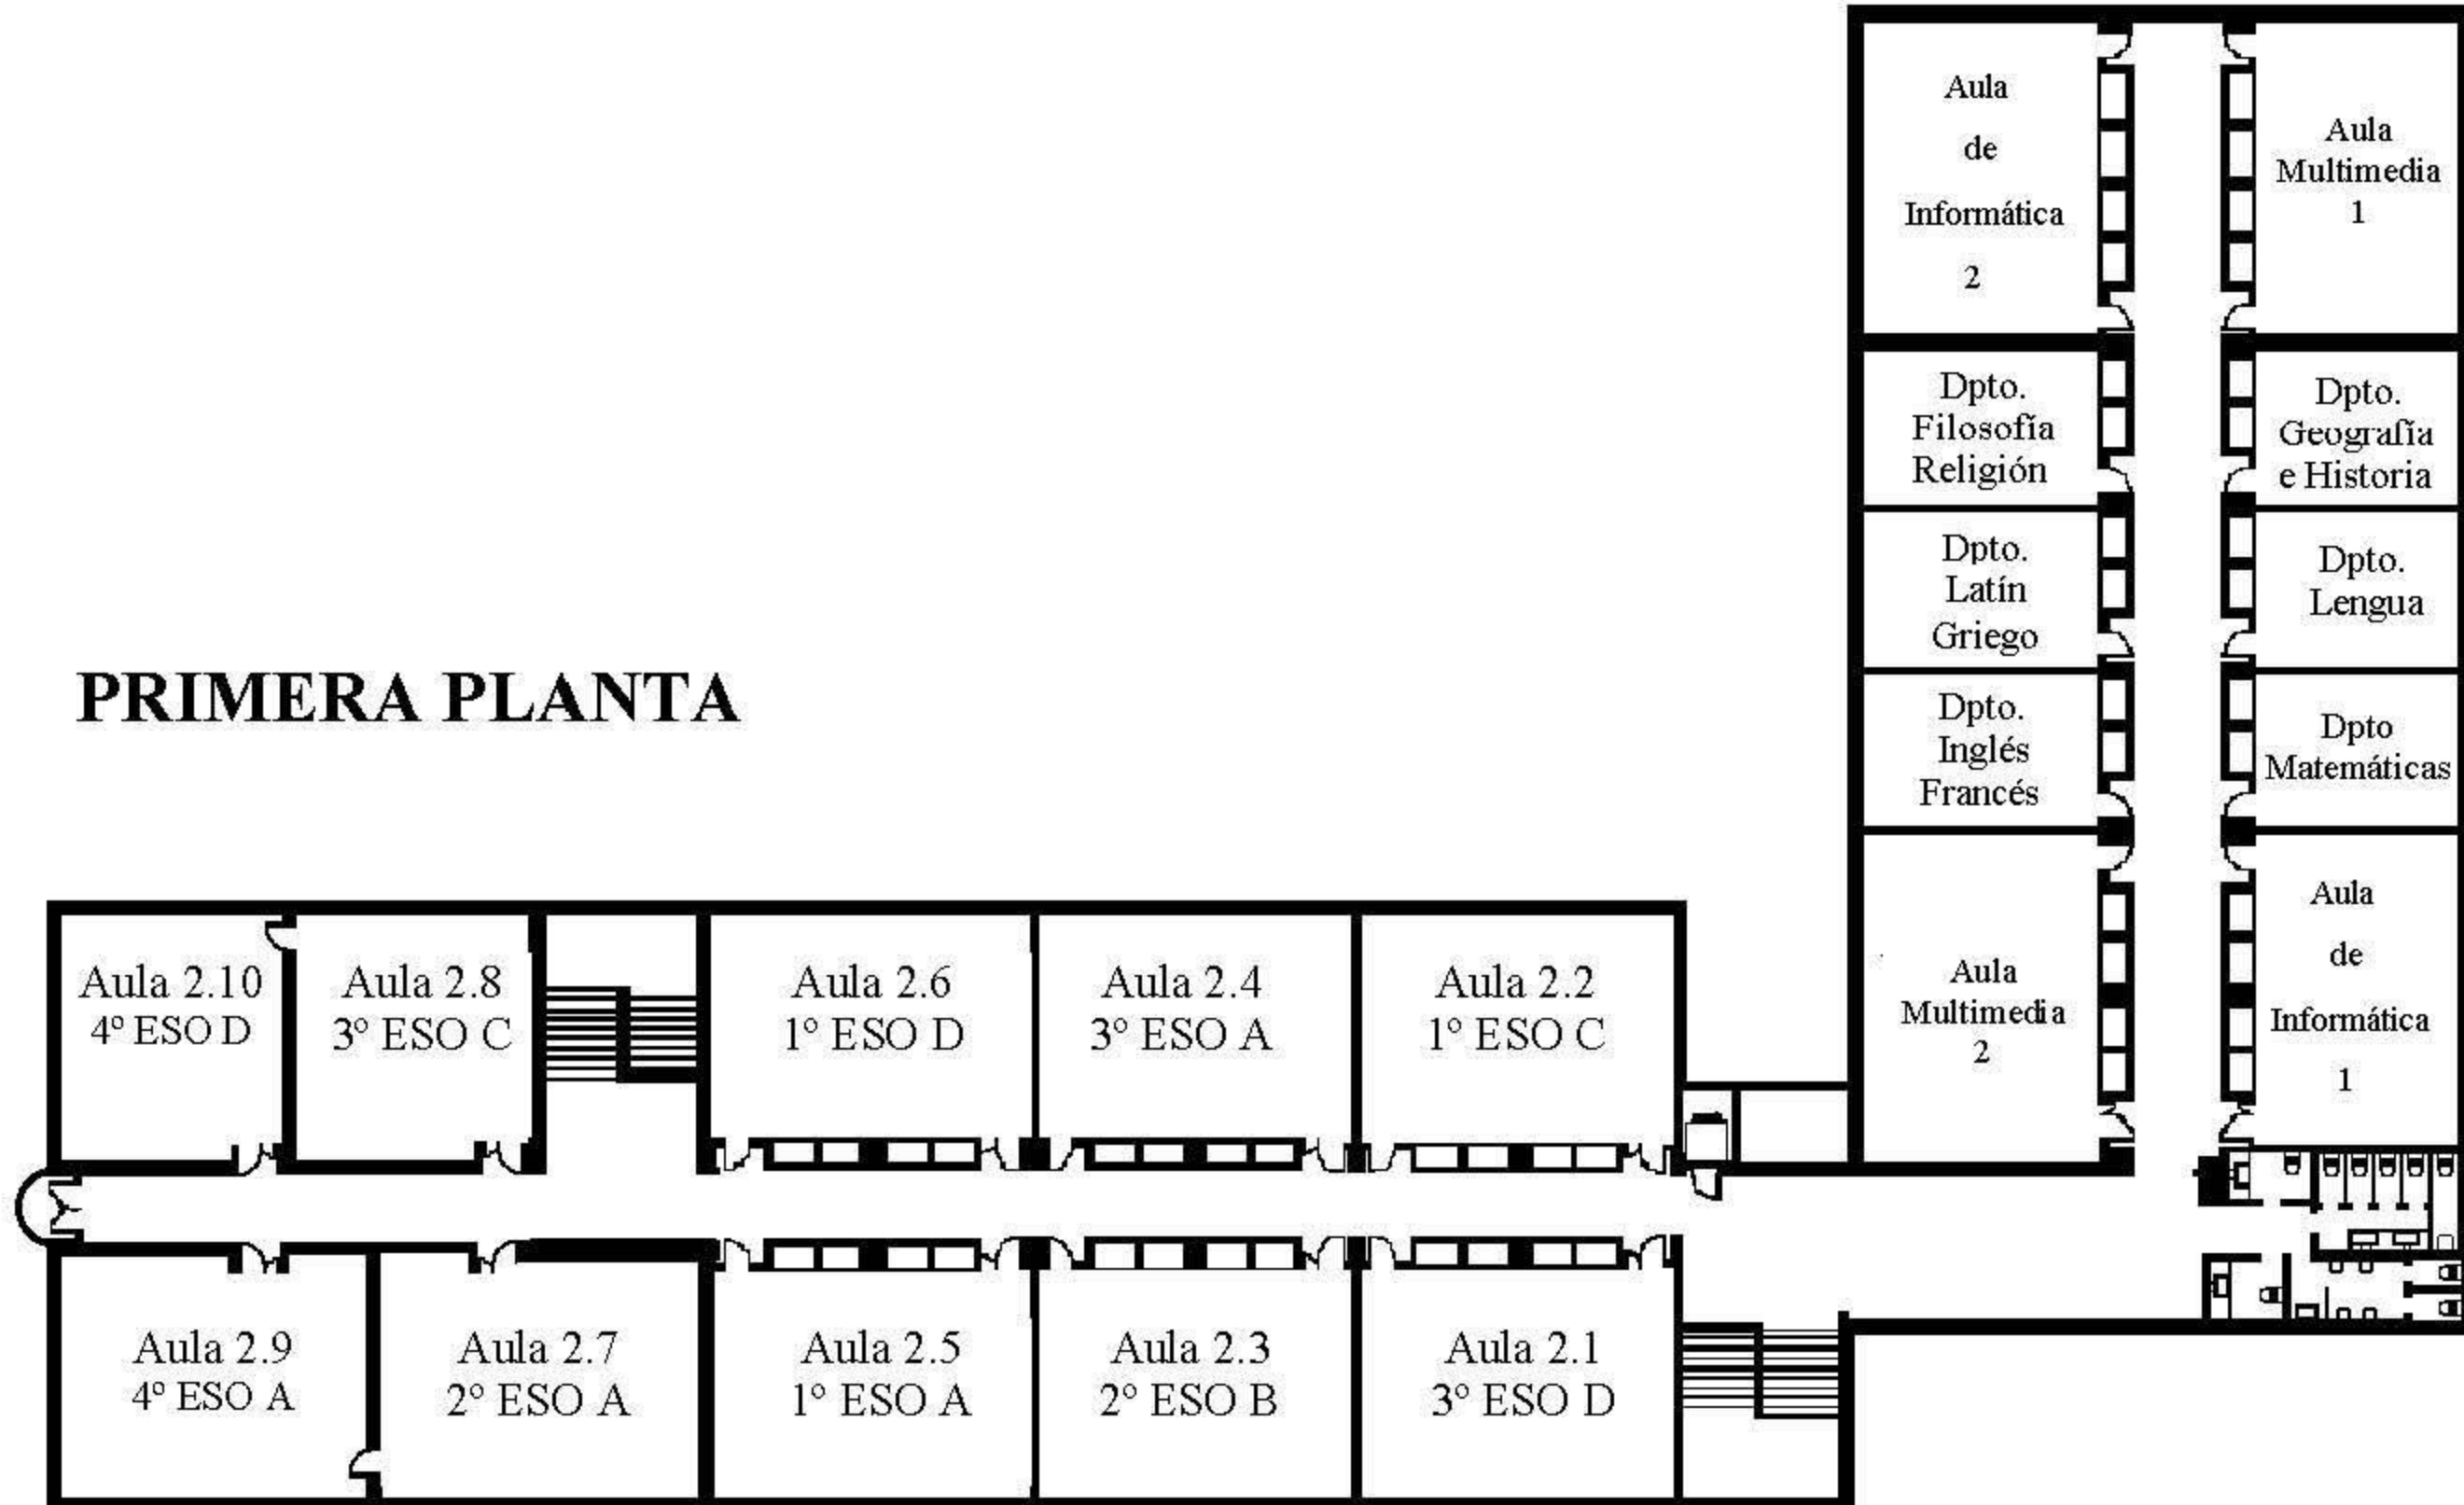 Aula
de
Informática
2
Aula
Multimedia
1
Dpto.
Filosofía
Religión
Dpto.
Geografía
e Historia
Dpto.
Latín
Griego
Dpto.
Lengua
PRIMERA PLANTA
Dpto.
Inglés
Francés
Dpto
Matemáticas
Aula
Multimedia
2
Aula
de
Informática
1
Aula 2.10
4º ESO D
Aula 2.8
3º ESO C
Aula 2.6
1º ESO D
Aula 2.4
3º ESO A
Aula 2.2
1º ESO C
Aula 2.9
4º ESO A
Aula 2.7
2º ESO A
Aula 2.5
1º ESO A
Aula 2.3
2º ESO B
Aula 2.1
3º ESO D